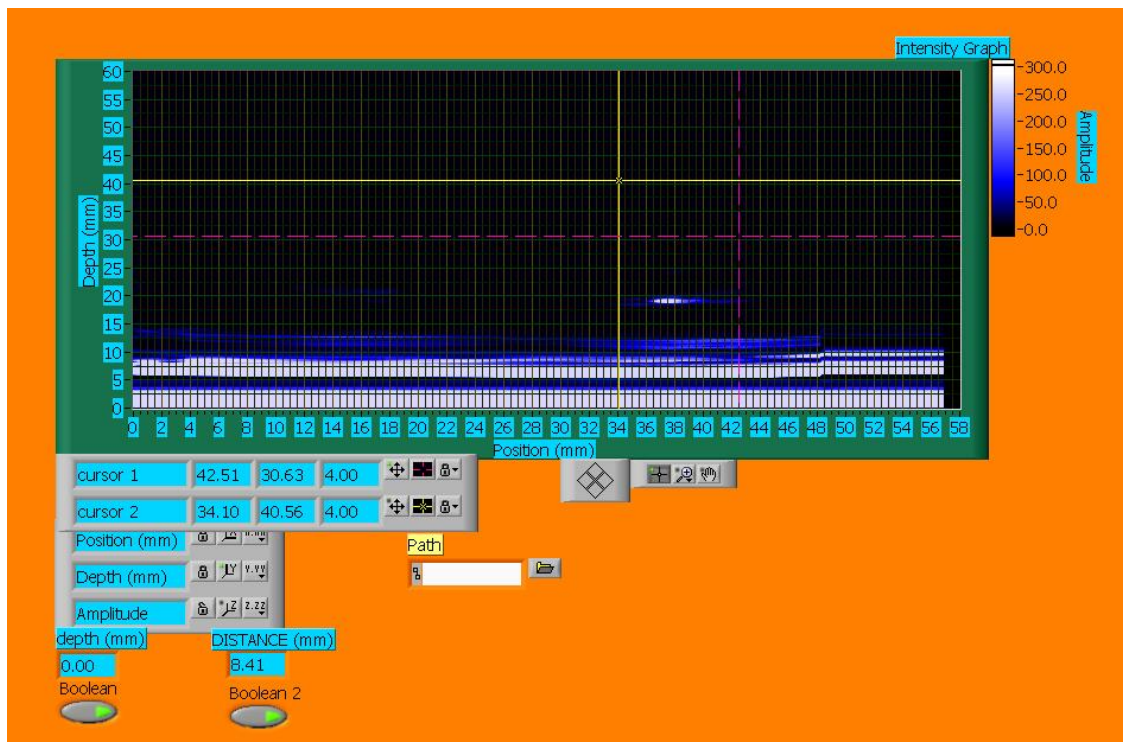 Intensity Graph
60
55
50
45
40
35
30
25
20
15
10
5
0
Depth (mm)
0 2 4 6 8 10 12 14 16 18 20 22 24 26 28 30 32 34 36 38 40 42 44 46 48 50 52 54 56 58
Position (mm)
300.0
250.0
200.0
150.0
100.0
50.0
0.0
Amplitude
cursor 1 42.51 30.63 4.00
cursor 2 34.10 40.56 4.00
Position (mm)
Depth (mm) Y Y.YY
Amplitude Z Z.ZZ
Path
depth (mm) DISTANCE (mm)
0.00 8.41
Boolean Boolean 2